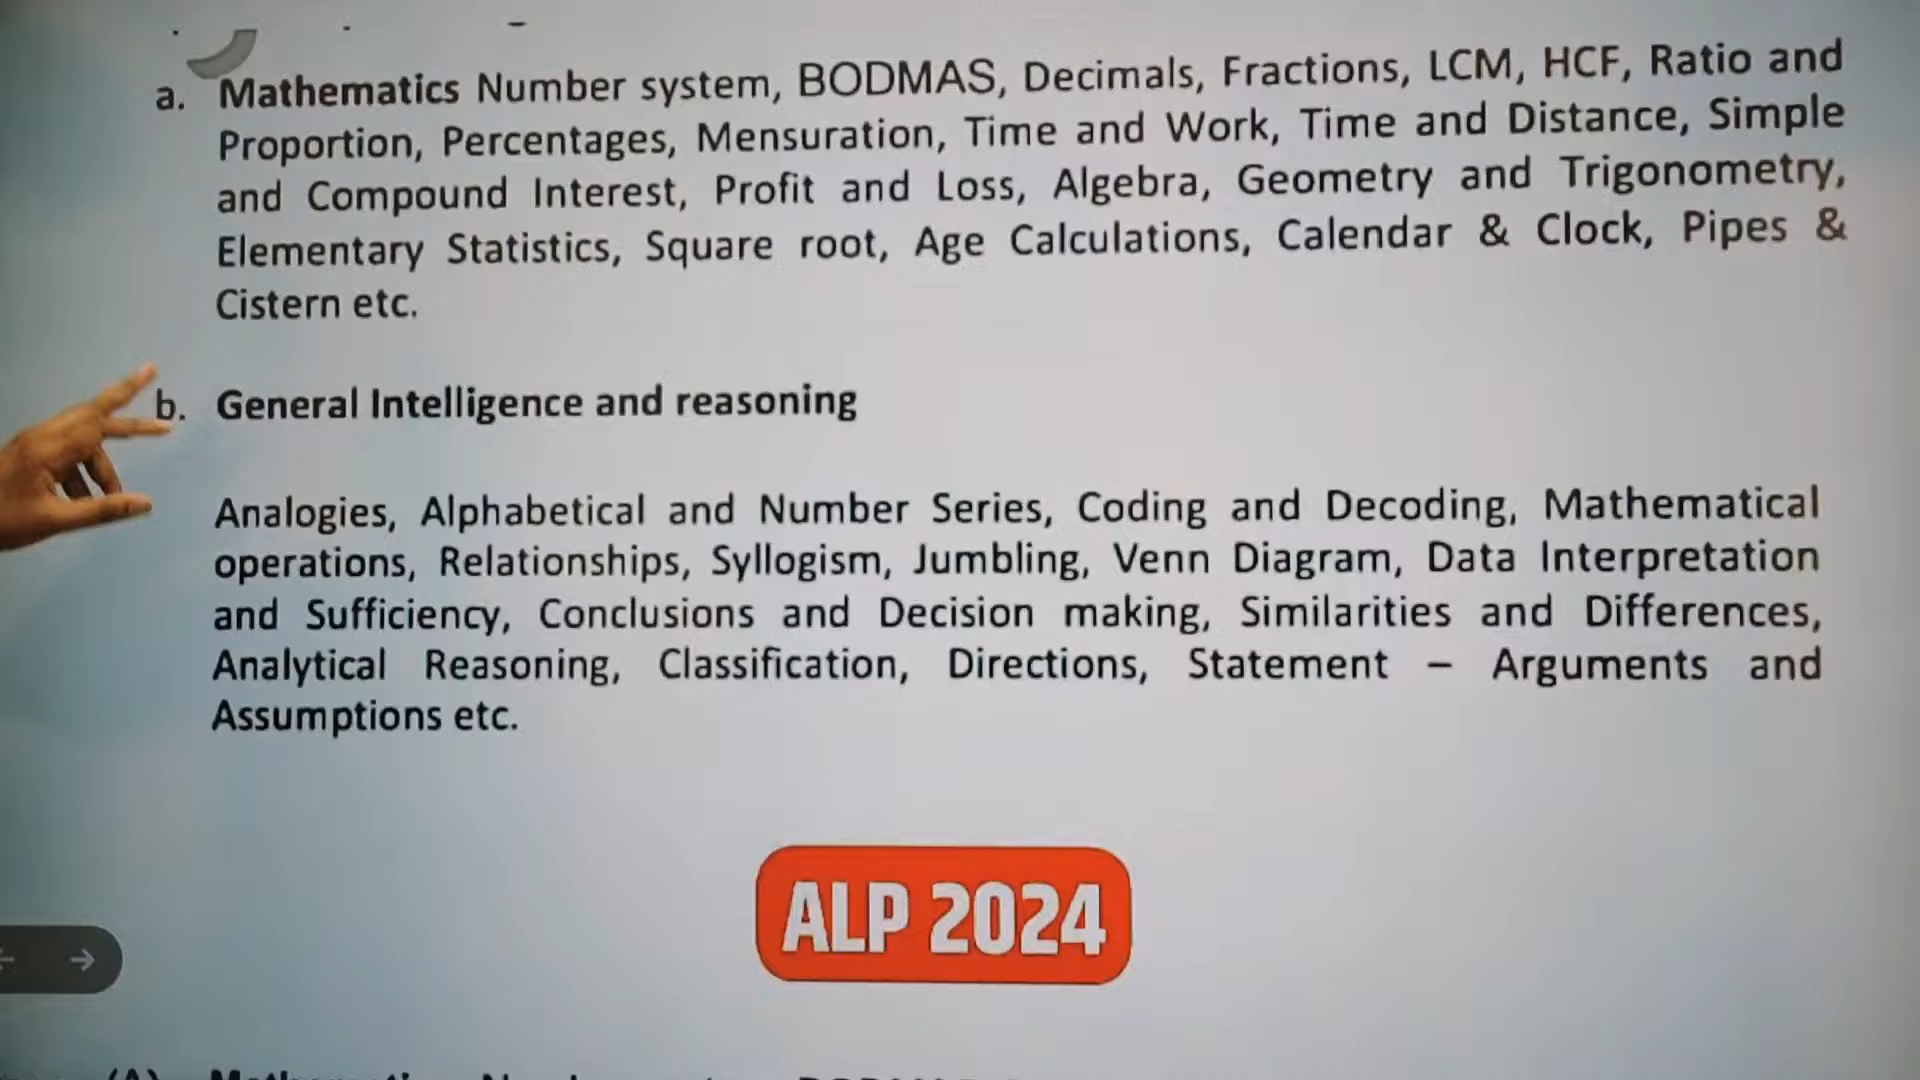 a. Mathematics Number system, BODMAS, Decimals, Fractions, LCM, HCF, Ratio and
Proportion, Percentages, Mensuration, Time and Work, Time and Distance, Simple
and Compound Interest, Profit and Loss, Algebra, Geometry and Trigonometry,
Elementary Statistics, Square root, Age Calculations, Calendar & Clock, Pipes &
Cistern etc.
b. General Intelligence and reasoning
Analogies, Alphabetical and Number Series, Coding and Decoding, Mathematical
operations, Relationships, Syllogism, Jumbling, Venn Diagram, Data Interpretation
and Sufficiency, Conclusions and Decision making, Similarities and Differences,
Analytical Reasoning, Classification, Directions, Statement – Arguments and
Assumptions etc.
ALP 2024